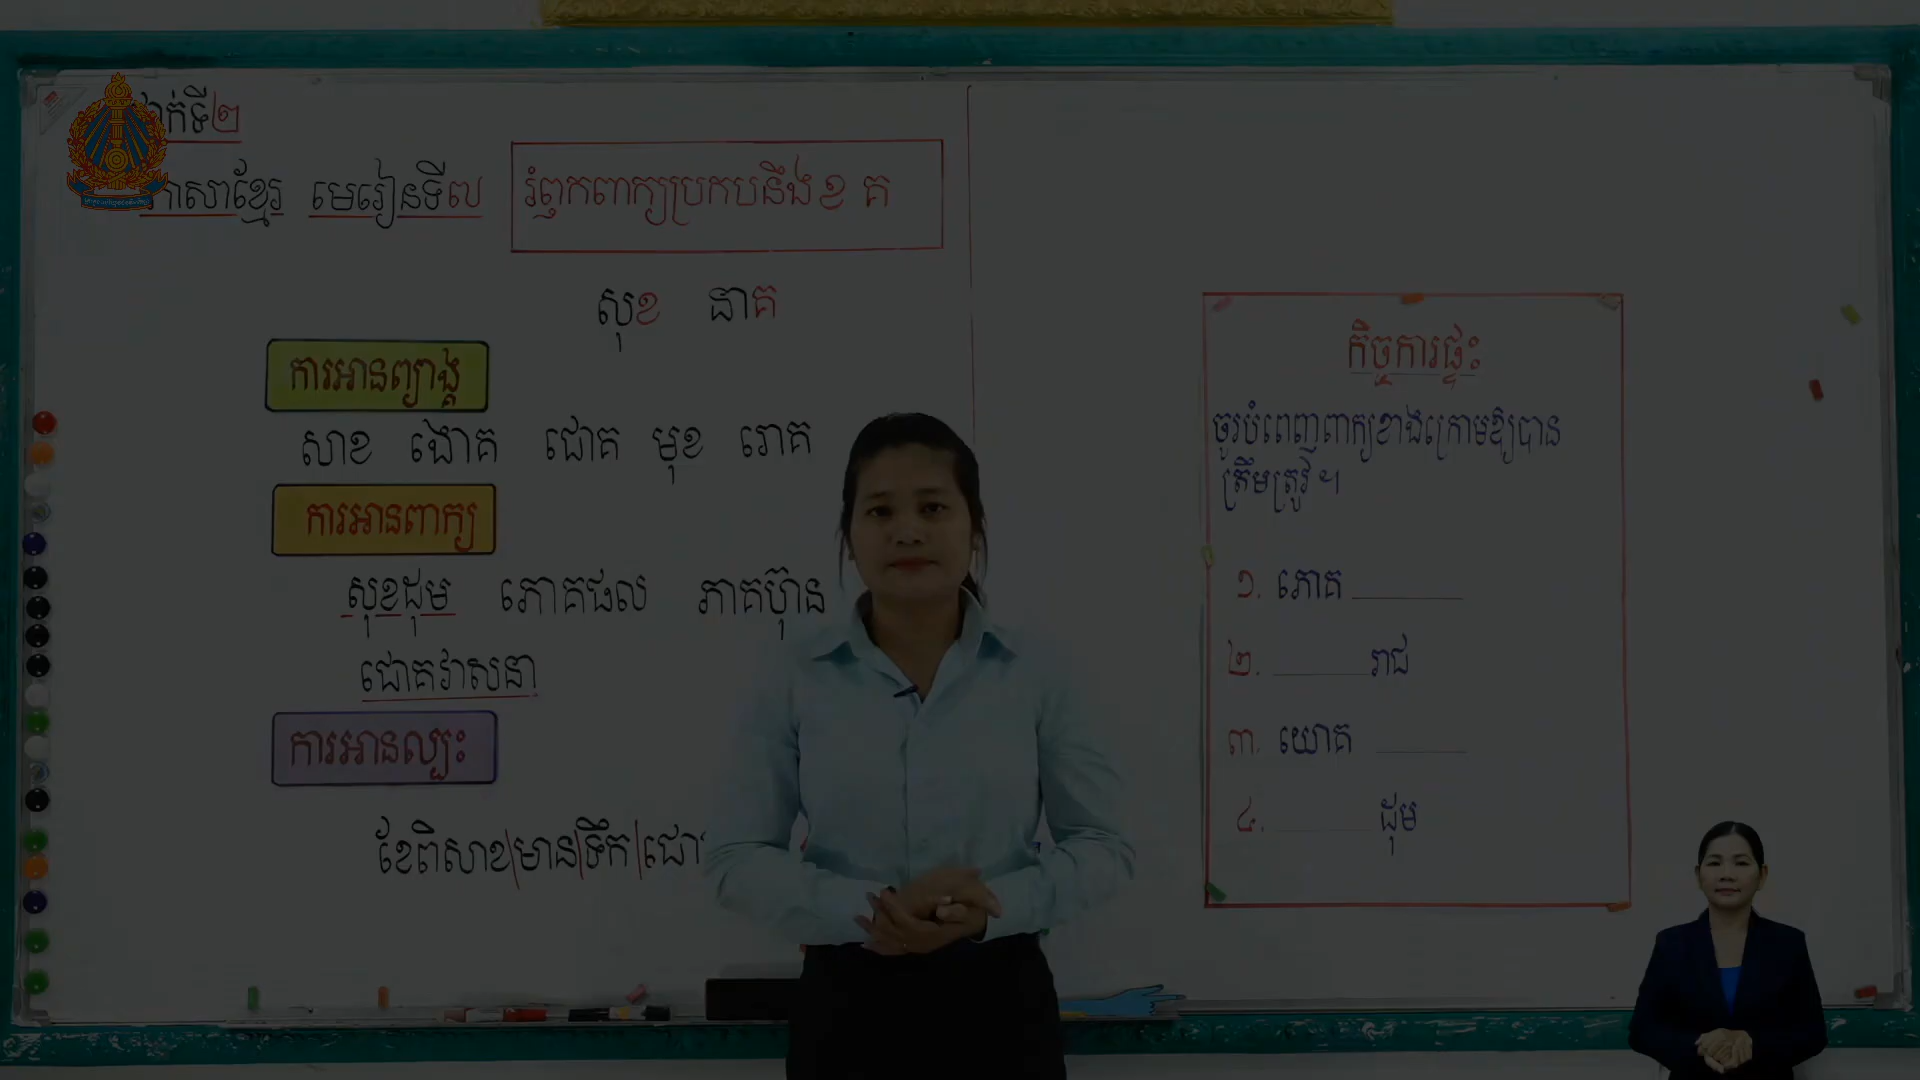 ភាសាខ្មែរ មេរៀនទី៧
រំឭកពាក្យប្រកបនឹង ខ គ
សុខ នាគ
ការអានព្យាង្គ
សាខ ងោគ ជោគ មុខ រោគ
ការអានពាក្យ
សុខដុម ភោគផល ភាគហ៊ុន
ជោគវាសនា
ការអានល្បះ
ខែពិសាខ|មាន|ទឹក|ជោ
កិច្ចការផ្ទះ
ចូរបំពេញពាក្យខាងក្រោមឱ្យបាន
ត្រឹមត្រូវ ។
១. ភោគ
២. រាជ
៣. យោគ
៤. ដុម